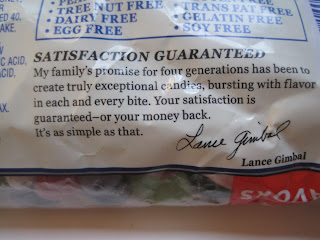 TREE NUT FREE • TRANS FAT FREE
• DAIRY FREE • GELATIN FREE
• EGG FREE • SOY FREE
ACID,
SATISFACTION GUARANTEED
My family's promise for four generations has been to
create truly exceptional candies, bursting with flavor
in each and every bite. Your satisfaction is
guaranteed–or your money back.
It's as simple as that.
Lance Gimbal
Lance Gimbal